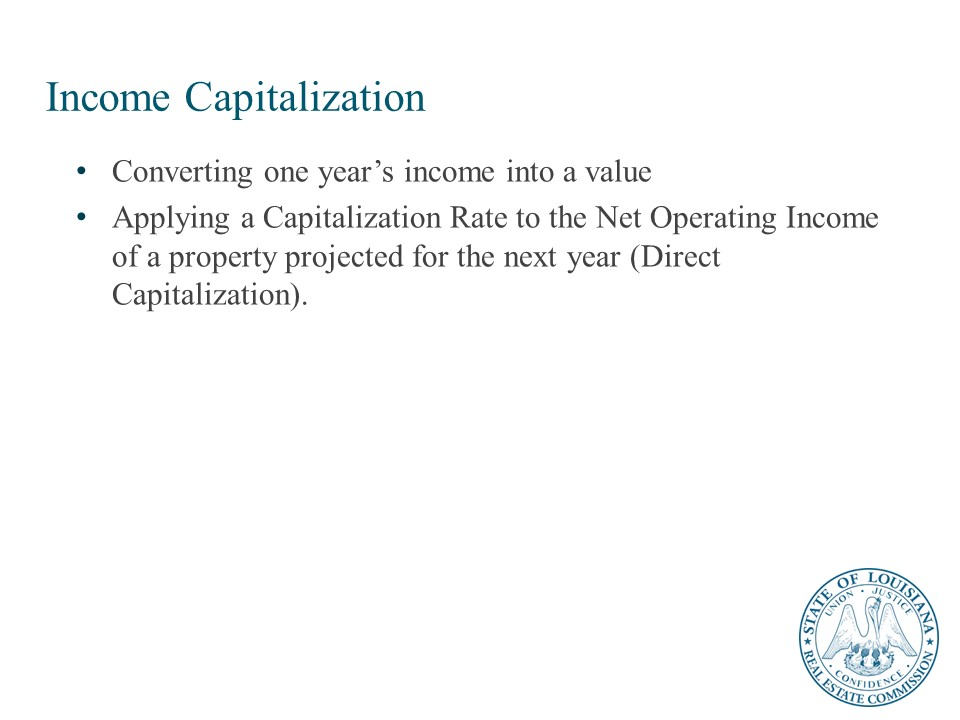 Income Capitalization
• Converting one year’s income into a value
• Applying a Capitalization Rate to the Net Operating Income
of a property projected for the next year (Direct
Capitalization).
STATE OF LOUISIANA
UNION · JUSTICE
· CONFIDENCE ·
REAL ESTATE COMMISSION